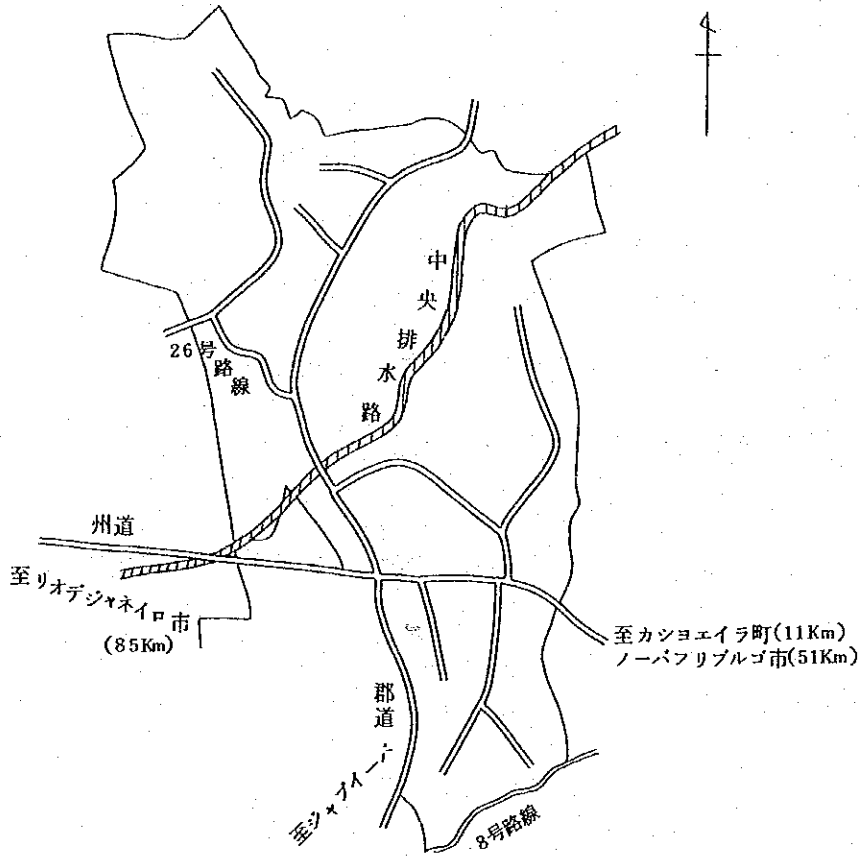 中央排水路
26号路線
州道
至リオデジャネイロ市
(85Km)
至カショエイラ町(11Km)
ノーバフリブルゴ市(51Km)
郡道
至ジャプイーバ
8号路線